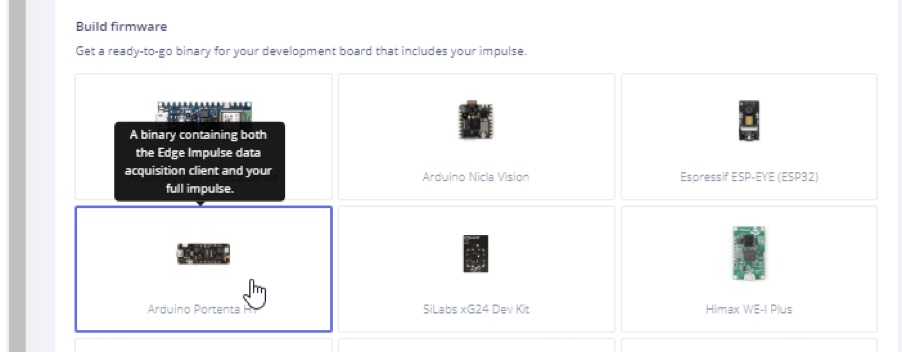 Build firmware
Get a ready-to-go binary for your development board that includes your impulse.
A binary containing both
the Edge Impulse data
acquisition client and your
full impulse.
Arduino Nicla Vision
Espressif ESP-EYE (ESP32)
Arduino Portenta
SiLabs xG24 Dev Kit
Himax WE-I Plus